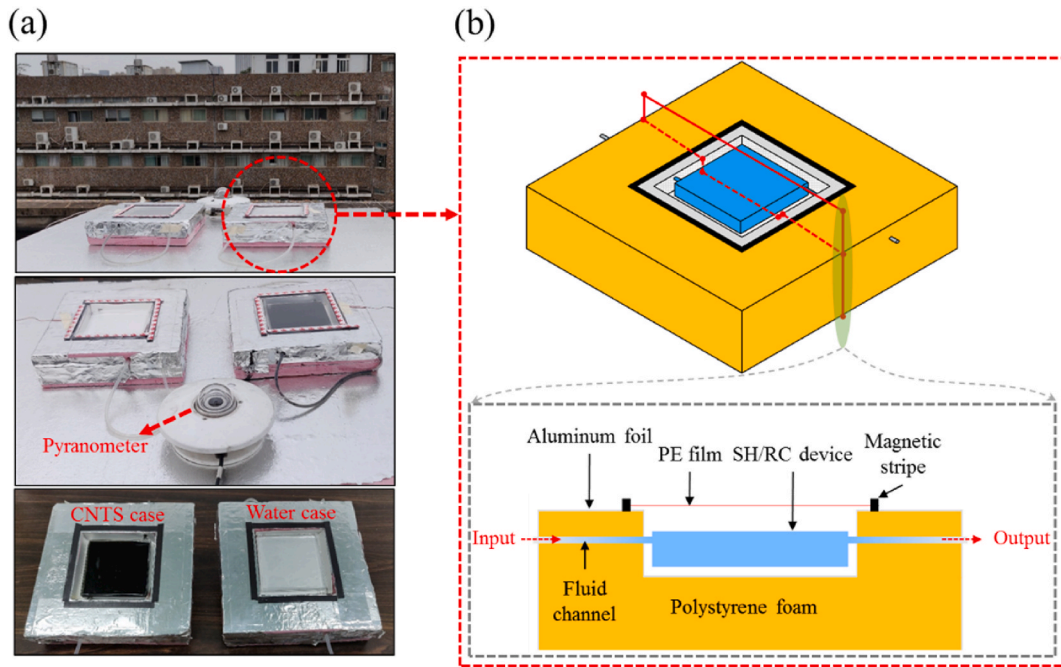 (a)
(b)
Pyranometer
CNTS case
Water case
Aluminum foil
PE film
SH/RC device
Magnetic
stripe
Input
Output
Fluid
channel
Polystyrene foam